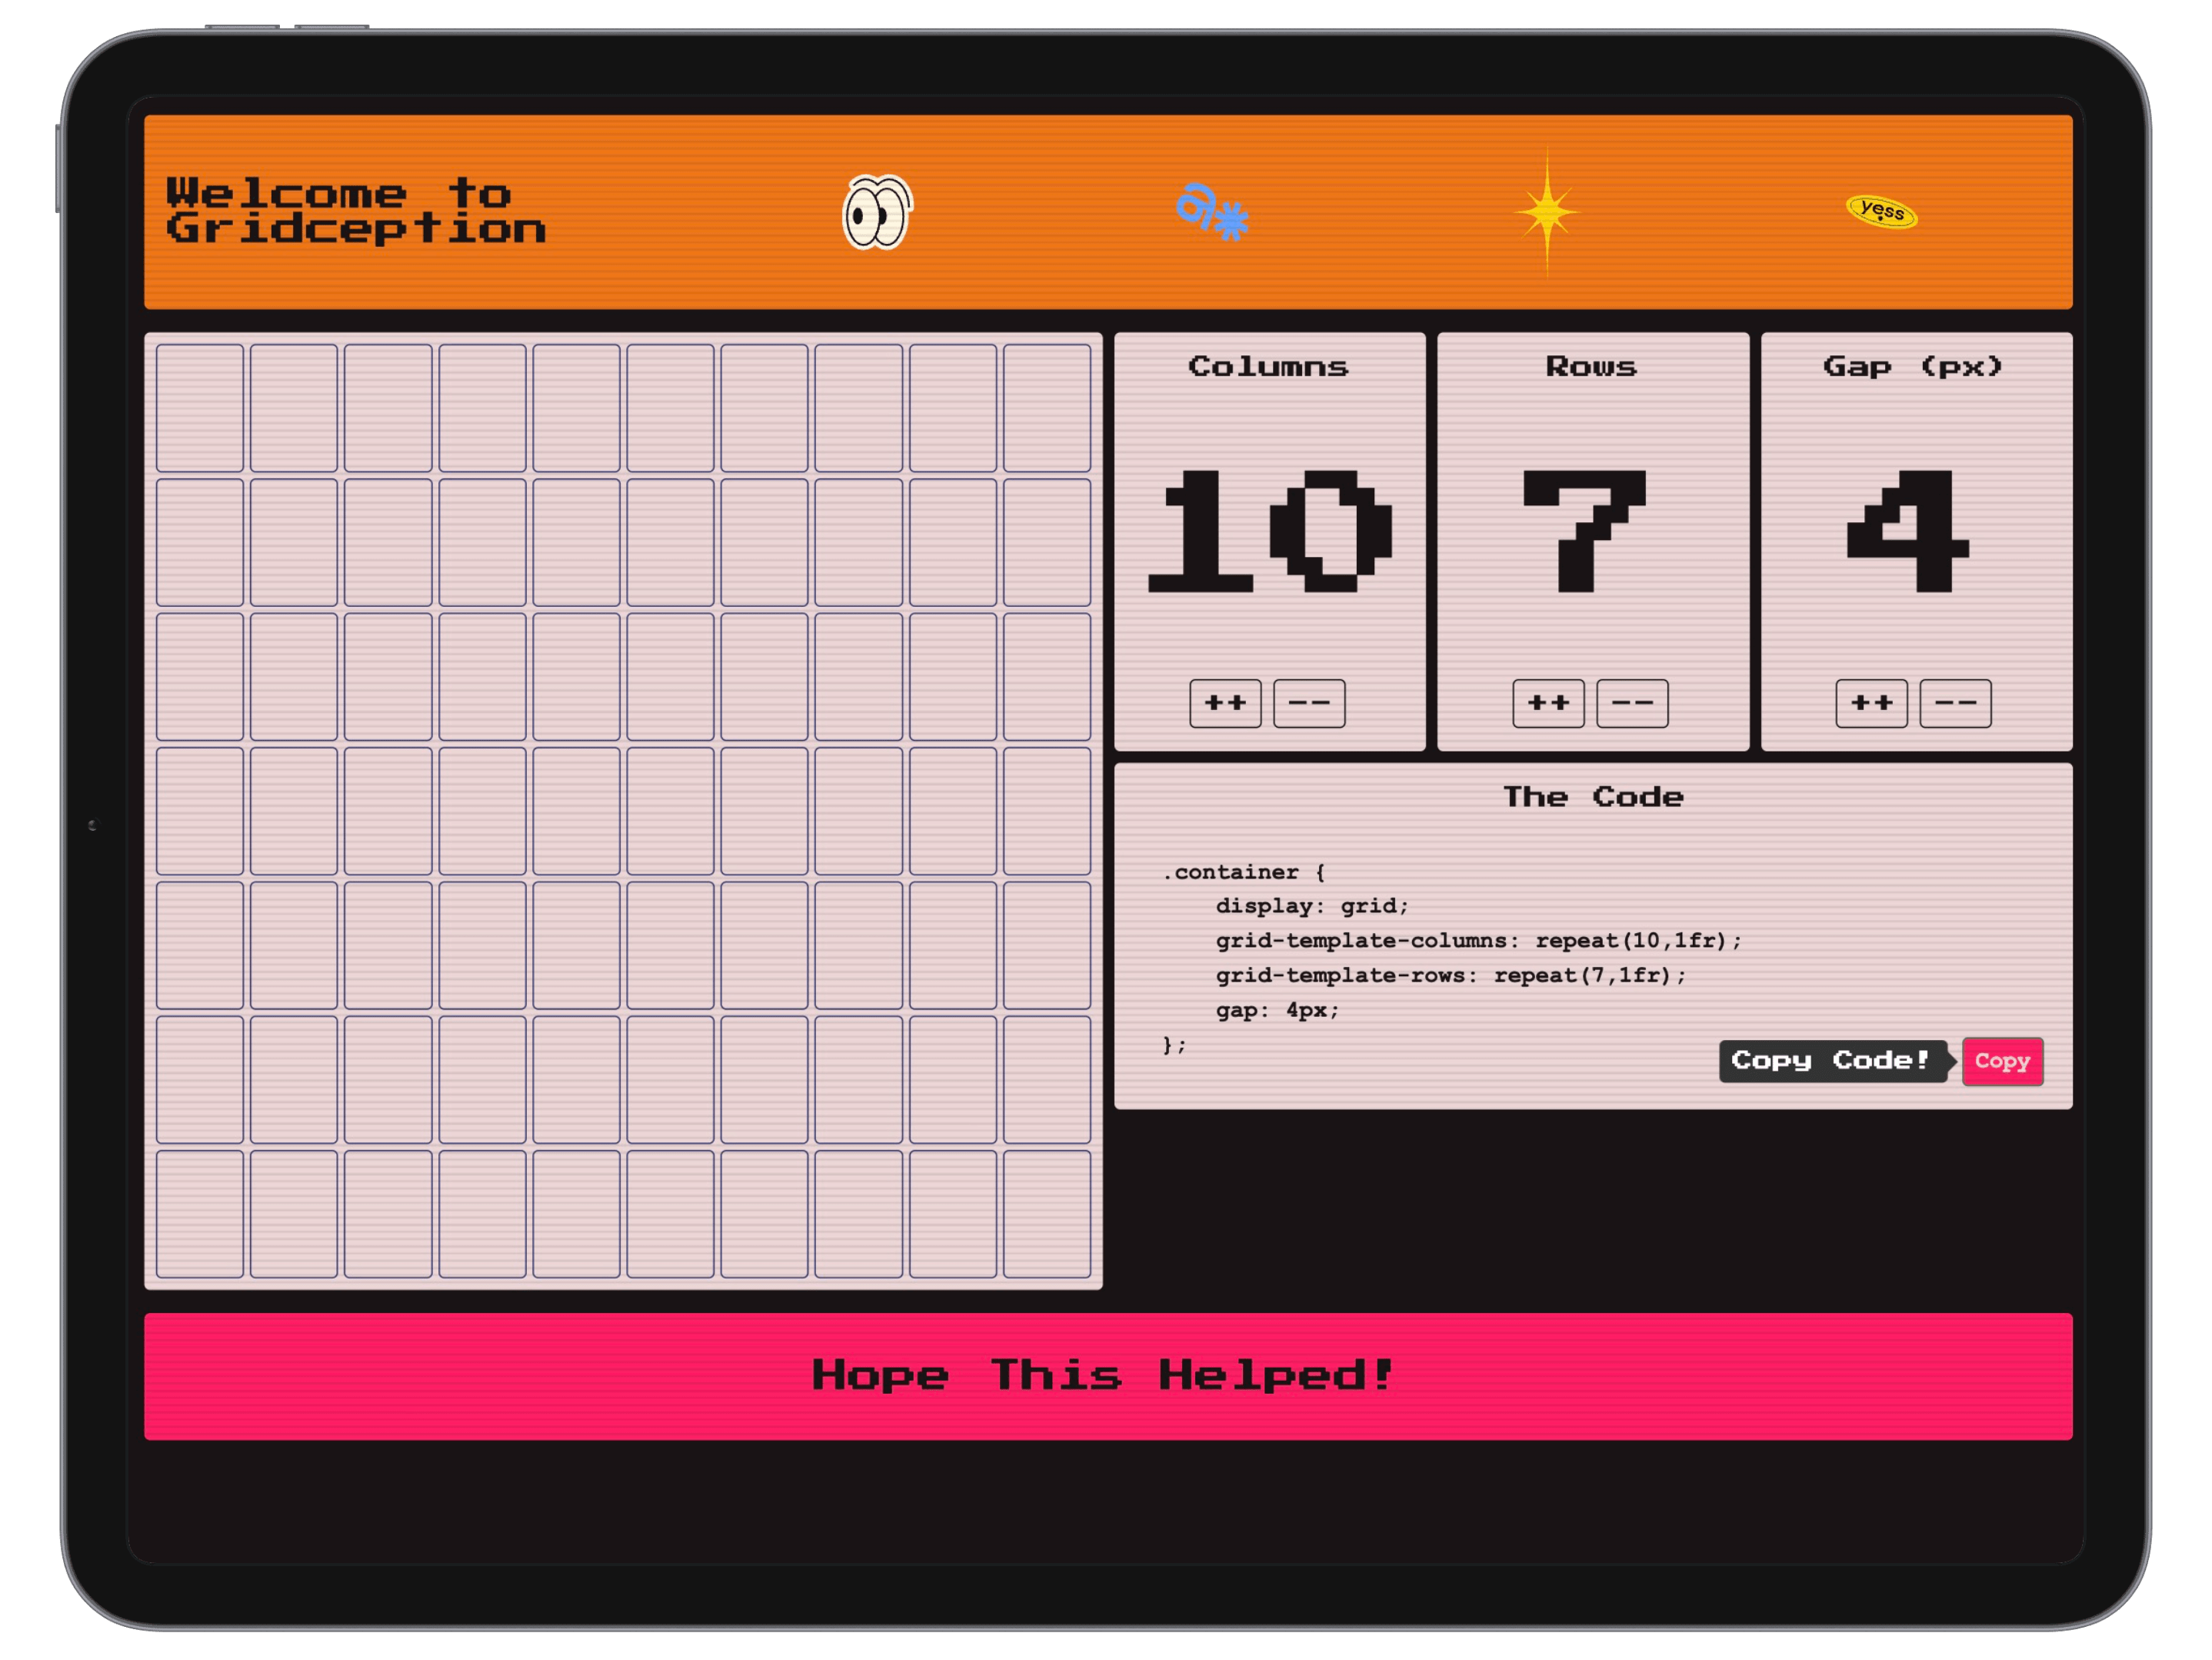 Welcome to
Gridception
a*
yess
Columns
Rows
Gap (px)
10
7
4
++ --
++ --
++ --
The Code
.container {
    display: grid;
    grid-template-columns: repeat(10,1fr);
    grid-template-rows: repeat(7,1fr);
    gap: 4px;
};
Copy Code!
Copy
Hope This Helped!